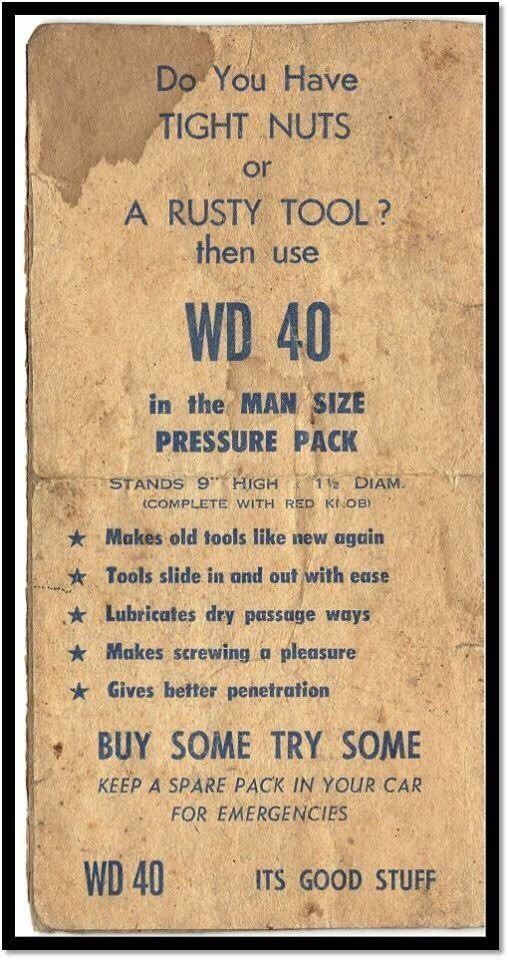 Do You Have
TIGHT NUTS
or
A RUSTY TOOL?
then use
WD 40
in the MAN SIZE
PRESSURE PACK
STANDS 9" HIGH 1½ DIAM.
(COMPLETE WITH RED KNOB)
★ Makes old tools like new again
★ Tools slide in and out with ease
★ Lubricates dry passage ways
★ Makes screwing a pleasure
★ Gives better penetration
BUY SOME TRY SOME
KEEP A SPARE PACK IN YOUR CAR
FOR EMERGENCIES
WD 40 ITS GOOD STUFF